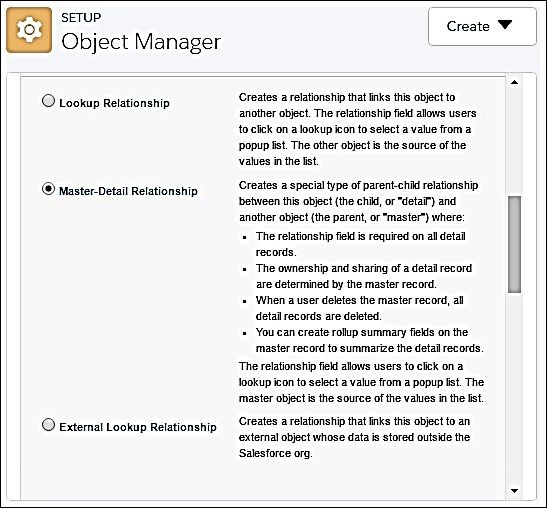 SETUP
Object Manager
Create
Lookup Relationship
Creates a relationship that links this object to
another object. The relationship field allows users
to click on a lookup icon to select a value from a
popup list. The other object is the source of the
values in the list.
Master-Detail Relationship
Creates a special type of parent-child relationship
between this object (the child, or "detail") and
another object (the parent, or "master") where:
• The relationship field is required on all detail
records.
• The ownership and sharing of a detail record
are determined by the master record.
• When a user deletes the master record, all
detail records are deleted.
• You can create rollup summary fields on the
master record to summarize the detail records.
The relationship field allows users to click on a
lookup icon to select a value from a popup list. The
master object is the source of the values in the list.
External Lookup Relationship
Creates a relationship that links this object to an
external object whose data is stored outside the
Salesforce org.